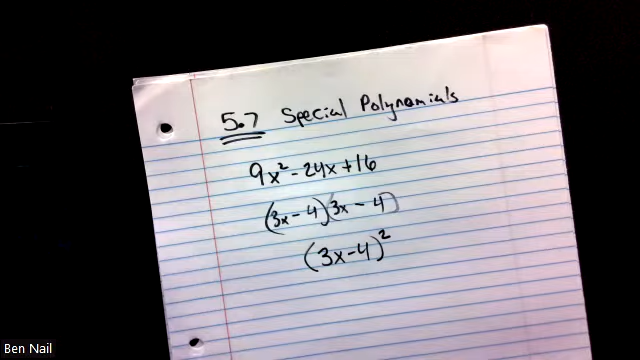 5.7 Special Polynomials
9x² - 24x + 16
(3x - 4)(3x - 4)
(3x - 4)²
Ben Nail